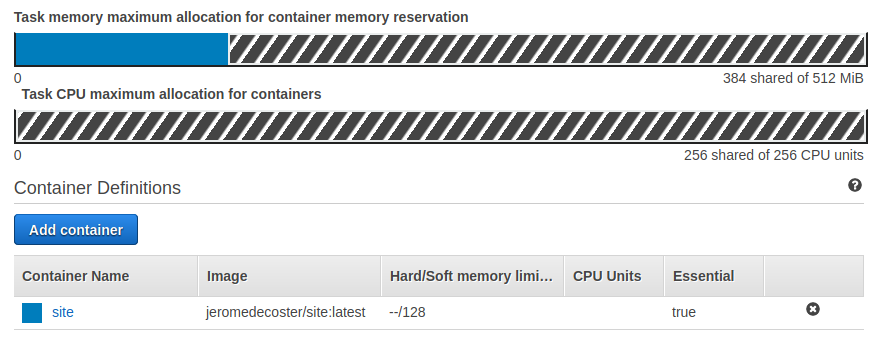 Task memory maximum allocation for container memory reservation
0 384 shared of 512 MiB
Task CPU maximum allocation for containers
0 256 shared of 256 CPU units
Container Definitions ?
Add container
Container Name Image Hard/Soft memory limi... CPU Units Essential
site jeromedecoster/site:latest --/128 true